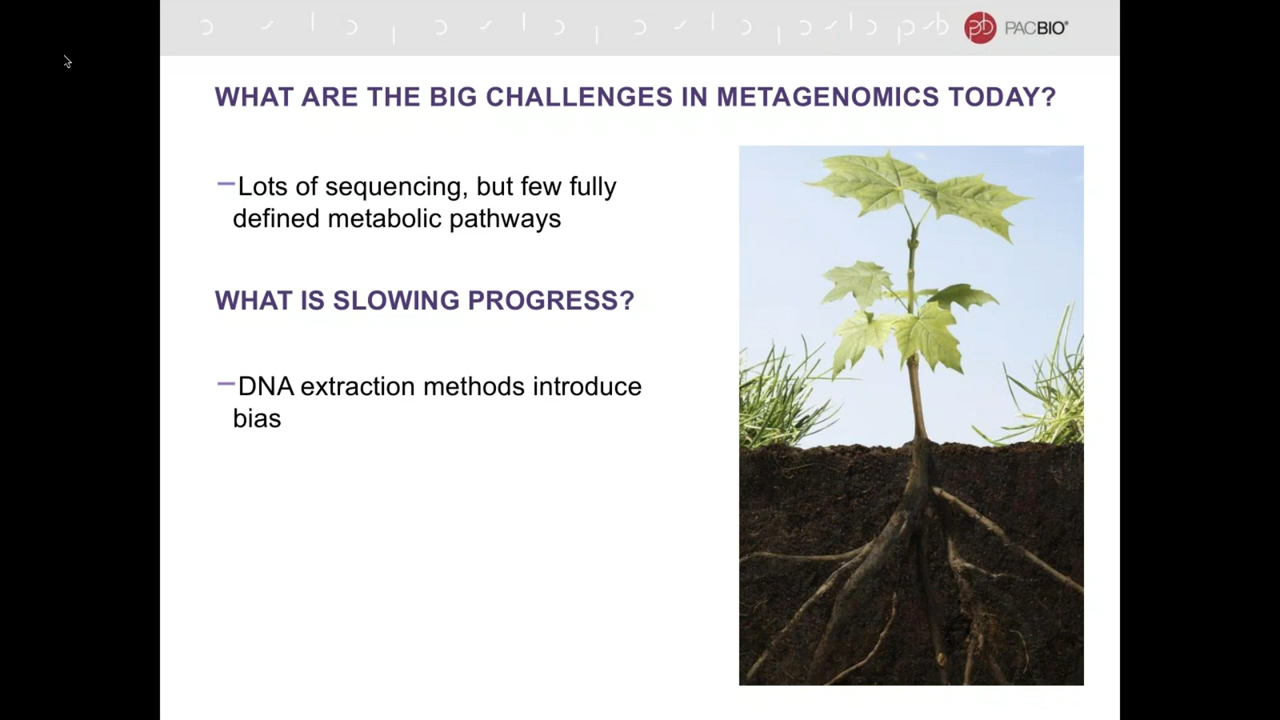 PACBIO®
WHAT ARE THE BIG CHALLENGES IN METAGENOMICS TODAY?
–Lots of sequencing, but few fully
defined metabolic pathways
WHAT IS SLOWING PROGRESS?
–DNA extraction methods introduce
bias